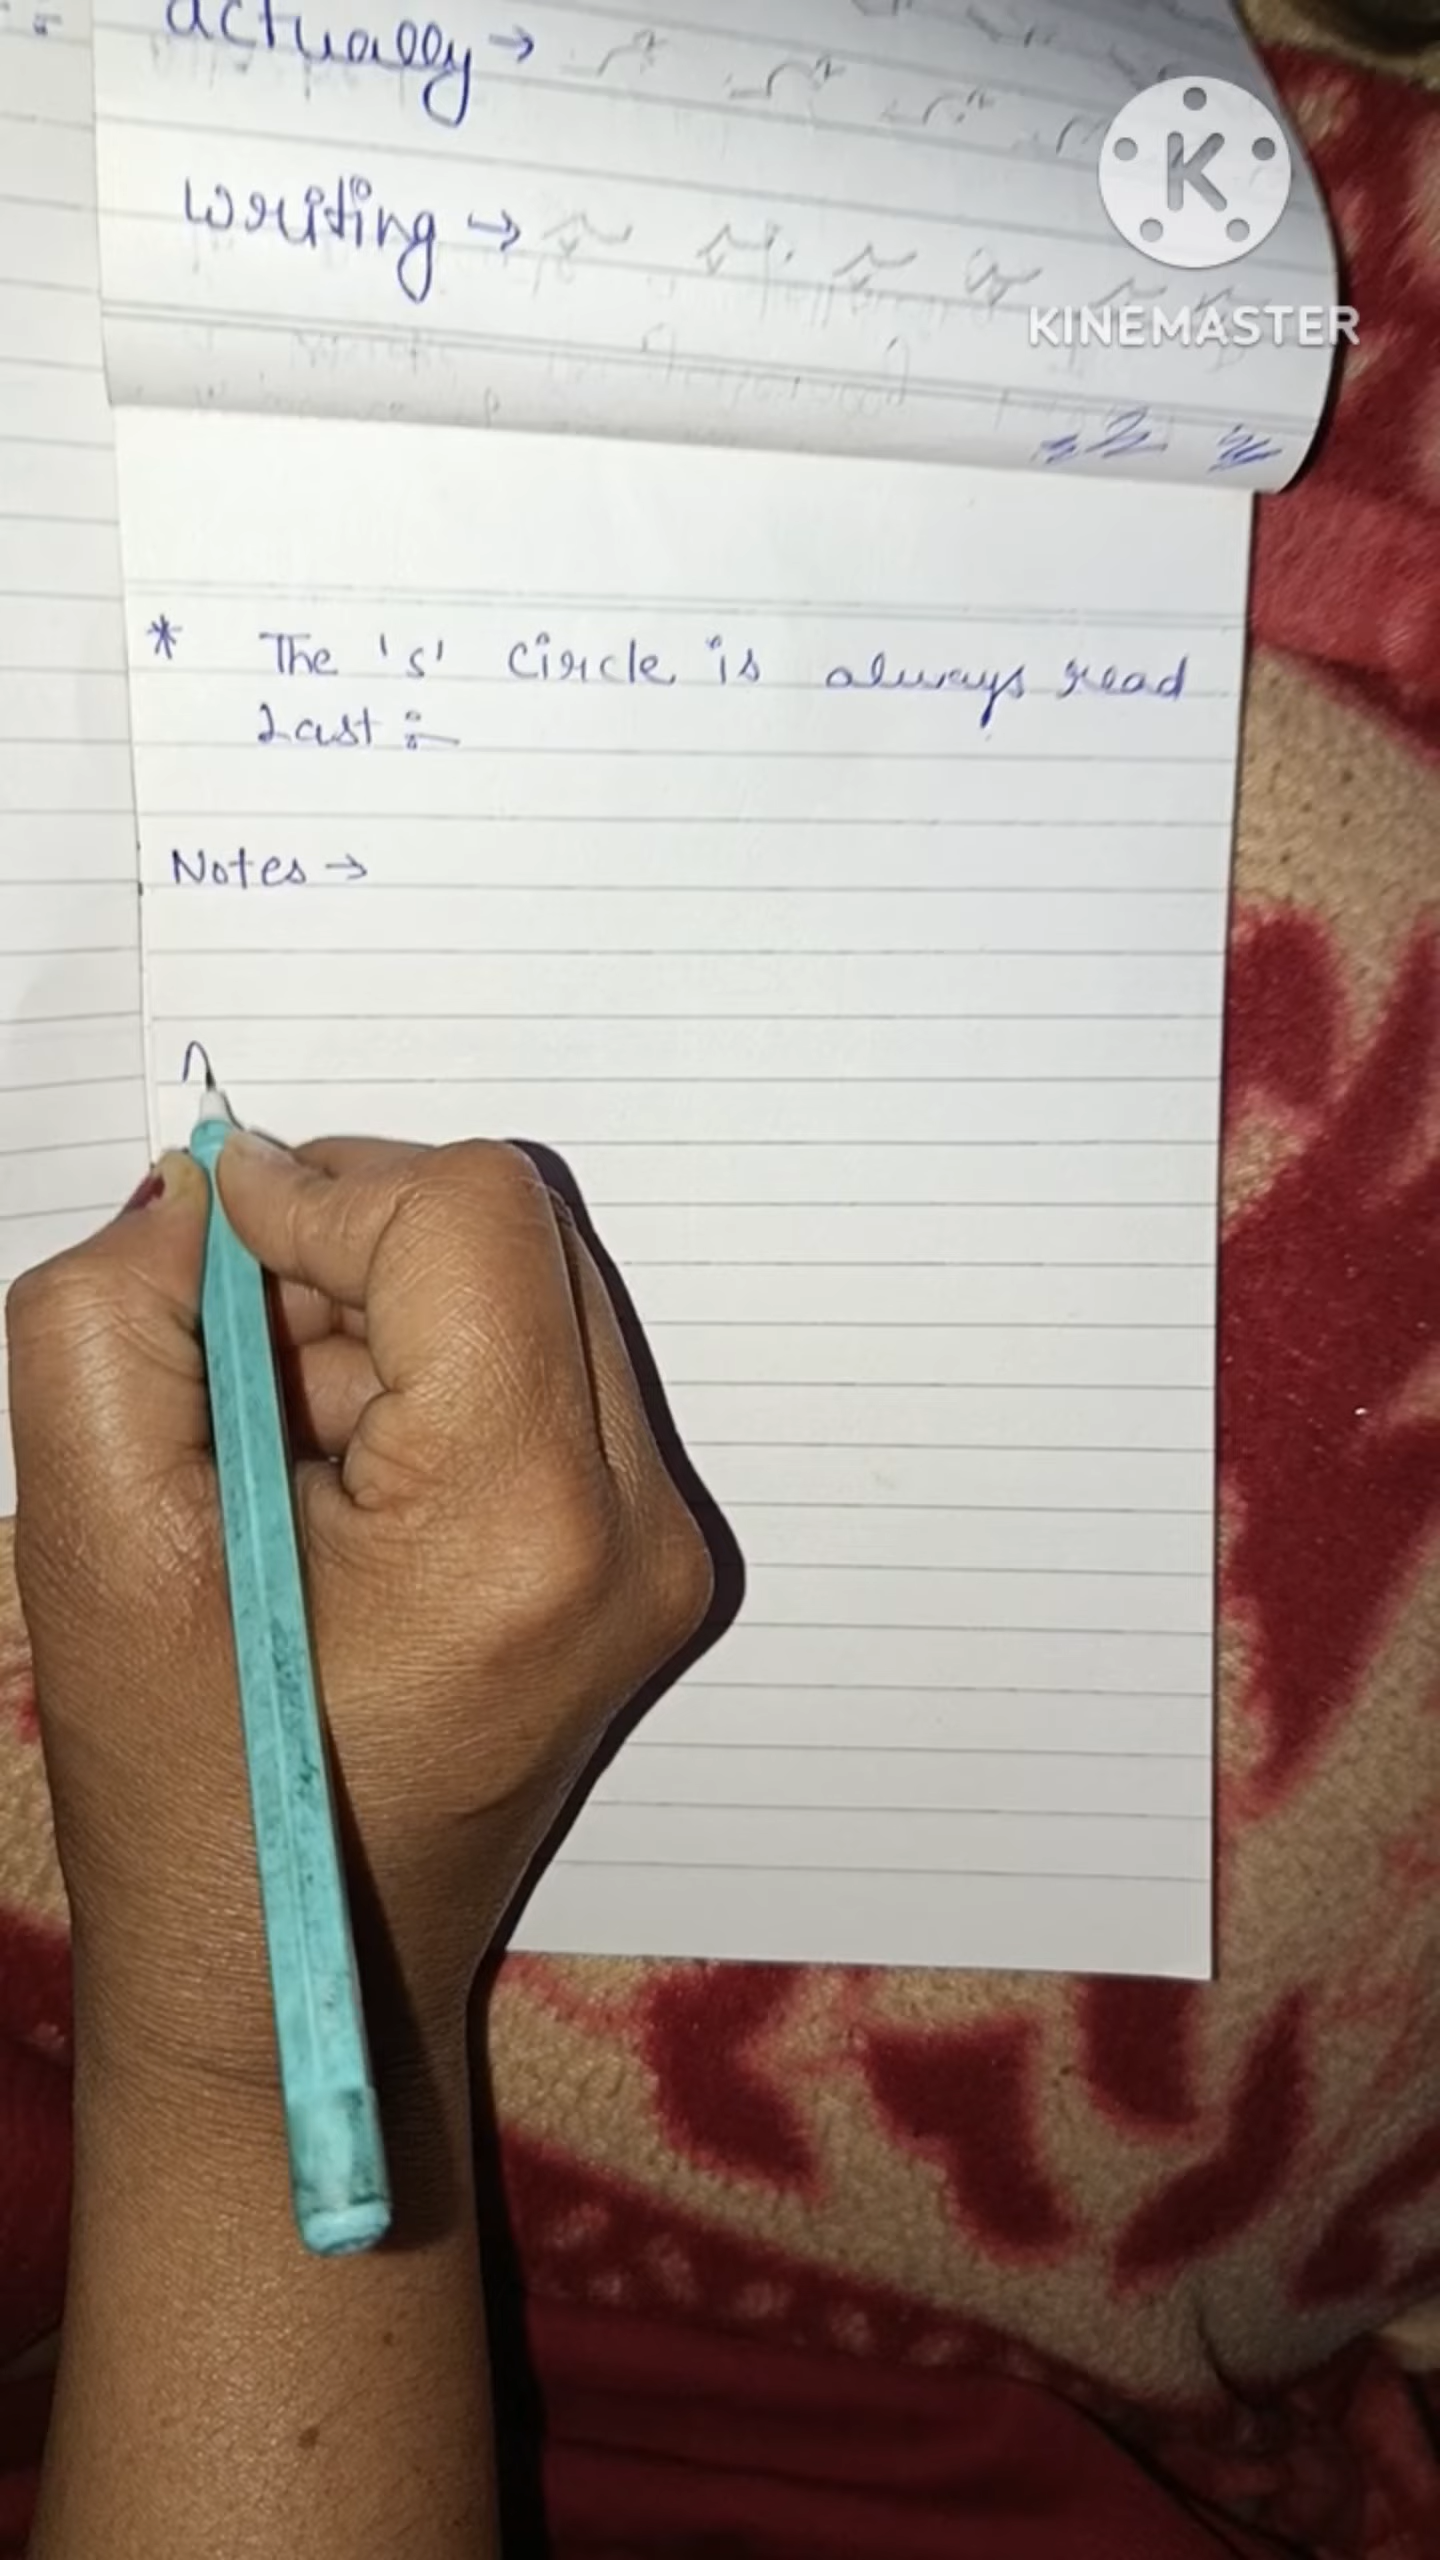 actually →
writing →
K
KINEMASTER
* The 's' circle is always read
Last :-
Notes →